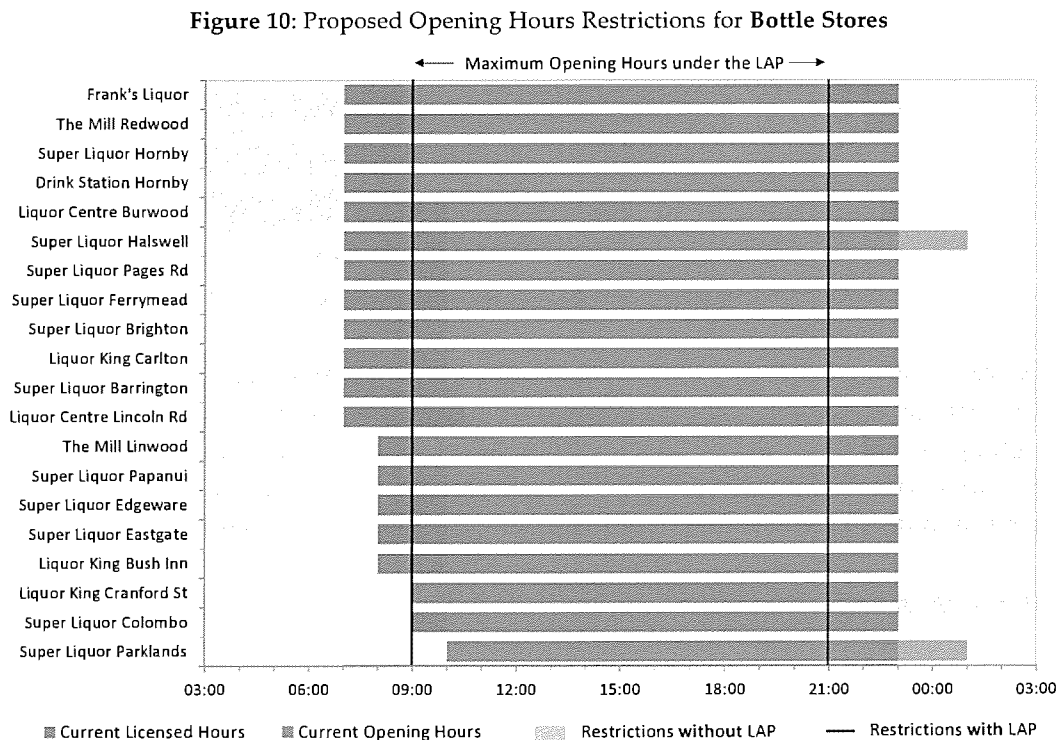 Figure 10: Proposed Opening Hours Restrictions for Bottle Stores
Maximum Opening Hours under the LAP
Frank's Liquor
The Mill Redwood
Super Liquor Hornby
Drink Station Hornby
Liquor Centre Burwood
Super Liquor Halswell
Super Liquor Pages Rd
Super Liquor Ferrymead
Super Liquor Brighton
Liquor King Carlton
Super Liquor Barrington
Liquor Centre Lincoln Rd
The Mill Linwood
Super Liquor Papanui
Super Liquor Edgeware
Super Liquor Eastgate
Liquor King Bush Inn
Liquor King Cranford St
Super Liquor Colombo
Super Liquor Parklands
03:00 06:00 09:00 12:00 15:00 18:00 21:00 00:00 03:00
Current Licensed Hours Current Opening Hours Restrictions without LAP Restrictions with LAP